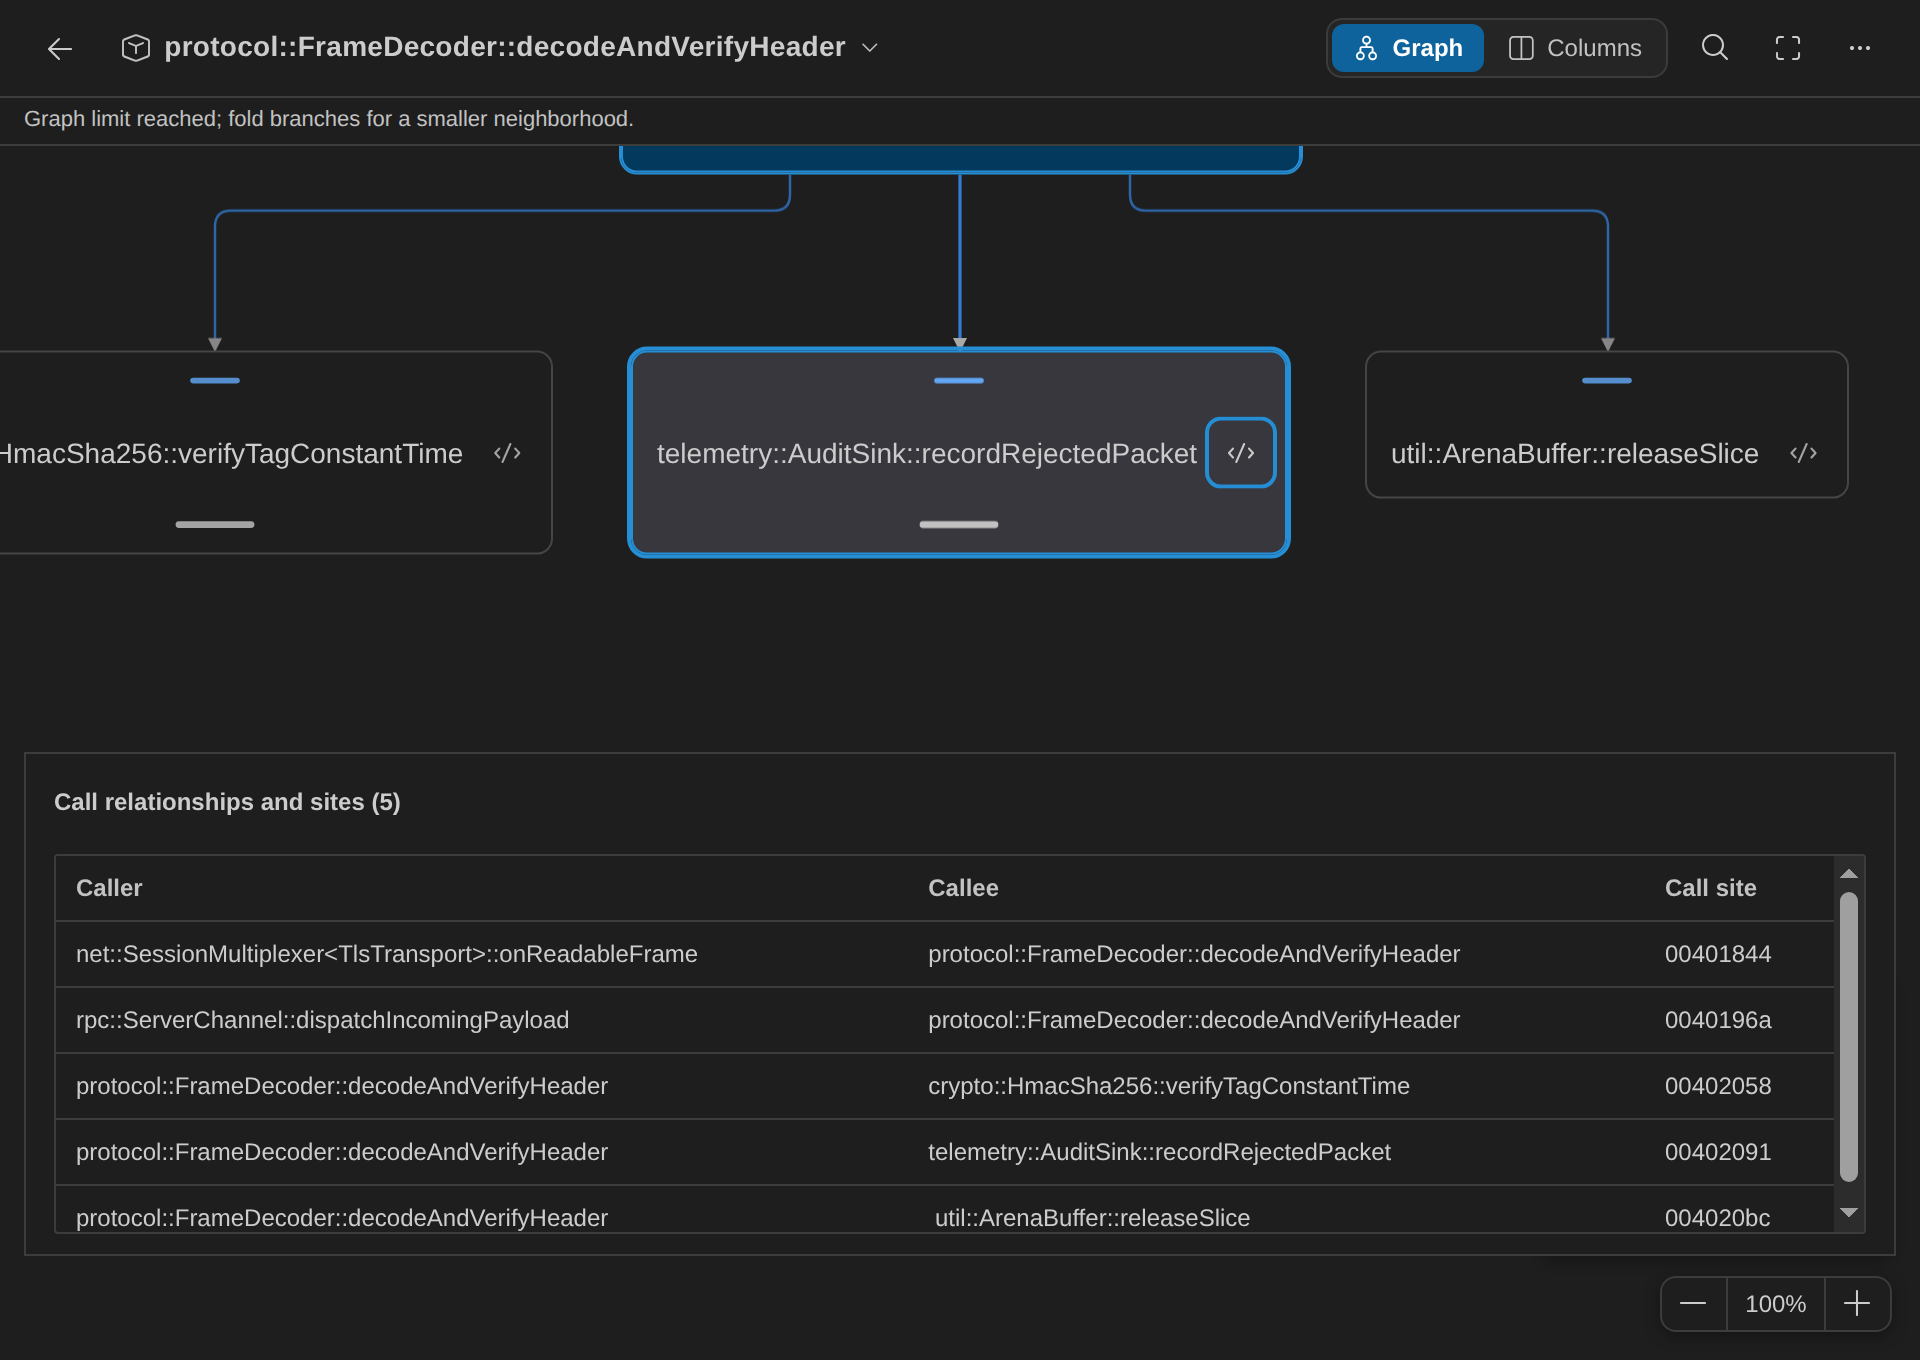 protocol::FrameDecoder::decodeAndVerifyHeader
Graph
Columns
Graph limit reached; fold branches for a smaller neighborhood.
HmacSha256::verifyTagConstantTime
telemetry::AuditSink::recordRejectedPacket
util::ArenaBuffer::releaseSlice
Call relationships and sites (5)
Caller Callee Call site
net::SessionMultiplexer<TlsTransport>::onReadableFrame protocol::FrameDecoder::decodeAndVerifyHeader 00401844
rpc::ServerChannel::dispatchIncomingPayload protocol::FrameDecoder::decodeAndVerifyHeader 0040196a
protocol::FrameDecoder::decodeAndVerifyHeader crypto::HmacSha256::verifyTagConstantTime 00402058
protocol::FrameDecoder::decodeAndVerifyHeader telemetry::AuditSink::recordRejectedPacket 00402091
protocol::FrameDecoder::decodeAndVerifyHeader util::ArenaBuffer::releaseSlice 004020bc
100%